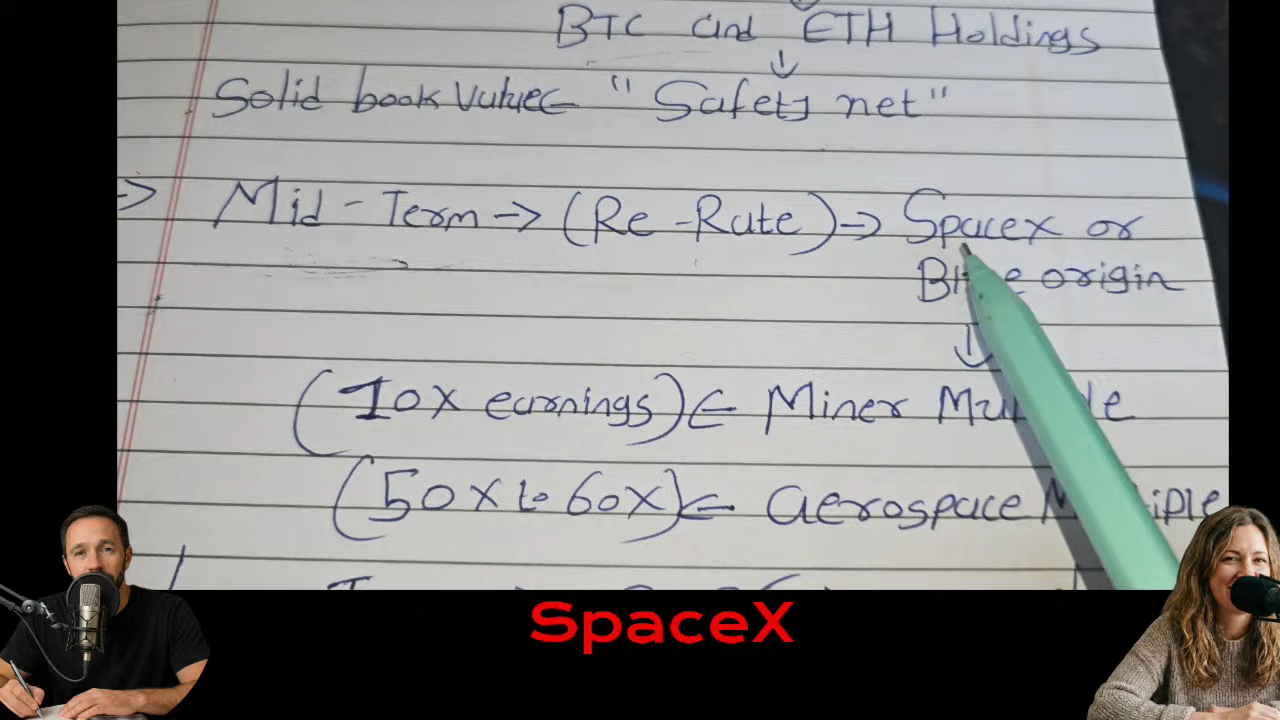 BTC and ETH Holdings
↓
Solid book Value ← "Safety net"
=> Mid - Term → (Re - Rate) → Spacex or
Blue origin
↓
(10x earnings) ← Miner Multiple
(50x to 60x) ← aerospace Multiple
SpaceX